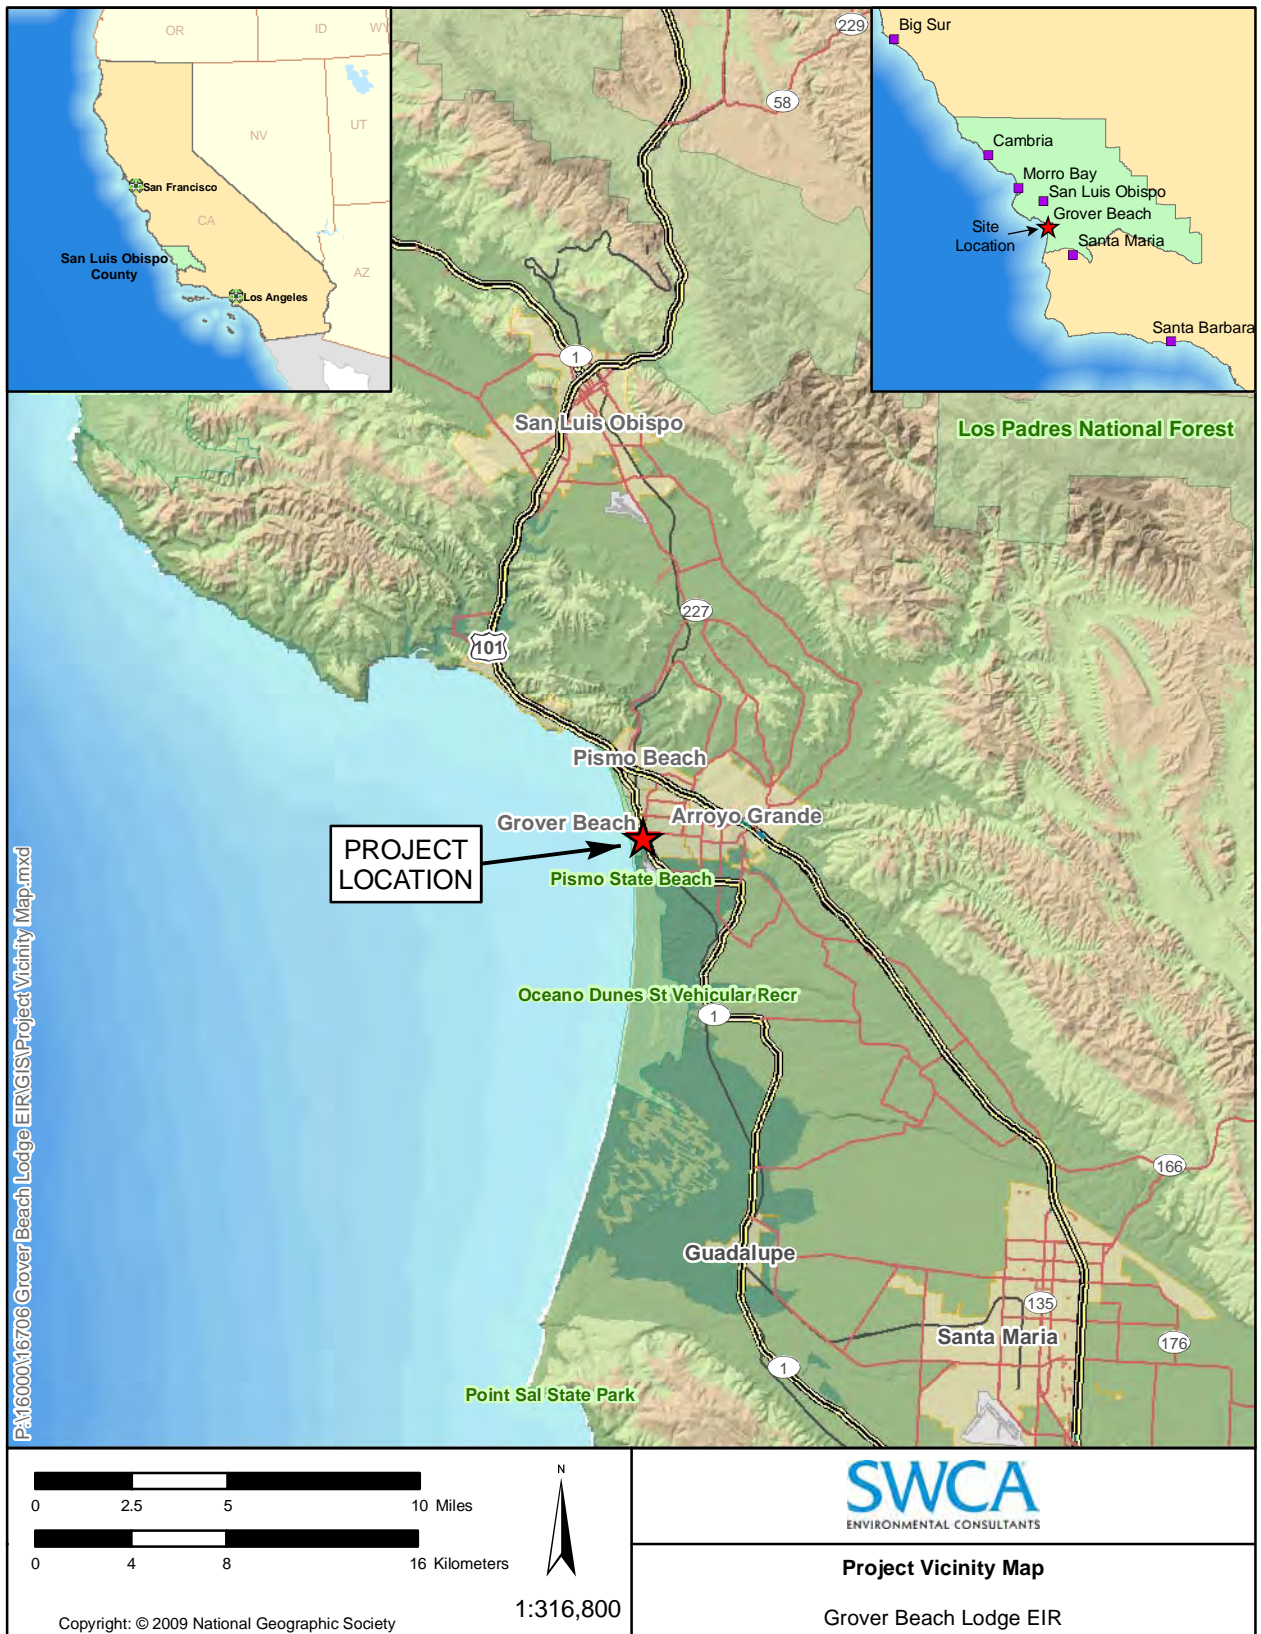 OR
ID
WY
NV
UT
CA
AZ
San Francisco
San Luis Obispo
County
Los Angeles
229
58
Big Sur
Cambria
Morro Bay
San Luis Obispo
Grover Beach
Site
Location
Santa Maria
Santa Barbara
1
San Luis Obispo
Los Padres National Forest
227
101
Pismo Beach
Grover Beach
Arroyo Grande
PROJECT
LOCATION
Pismo State Beach
Oceano Dunes St Vehicular Recr
1
166
Guadalupe
135
Santa Maria
176
1
Point Sal State Park
P:\16000\16706 Grover Beach Lodge EIR\GIS\Project Vicinity Map.mxd
0 2.5 5 10 Miles
0 4 8 16 Kilometers
N
1:316,800
Copyright: © 2009 National Geographic Society
SWCA
ENVIRONMENTAL CONSULTANTS
Project Vicinity Map
Grover Beach Lodge EIR